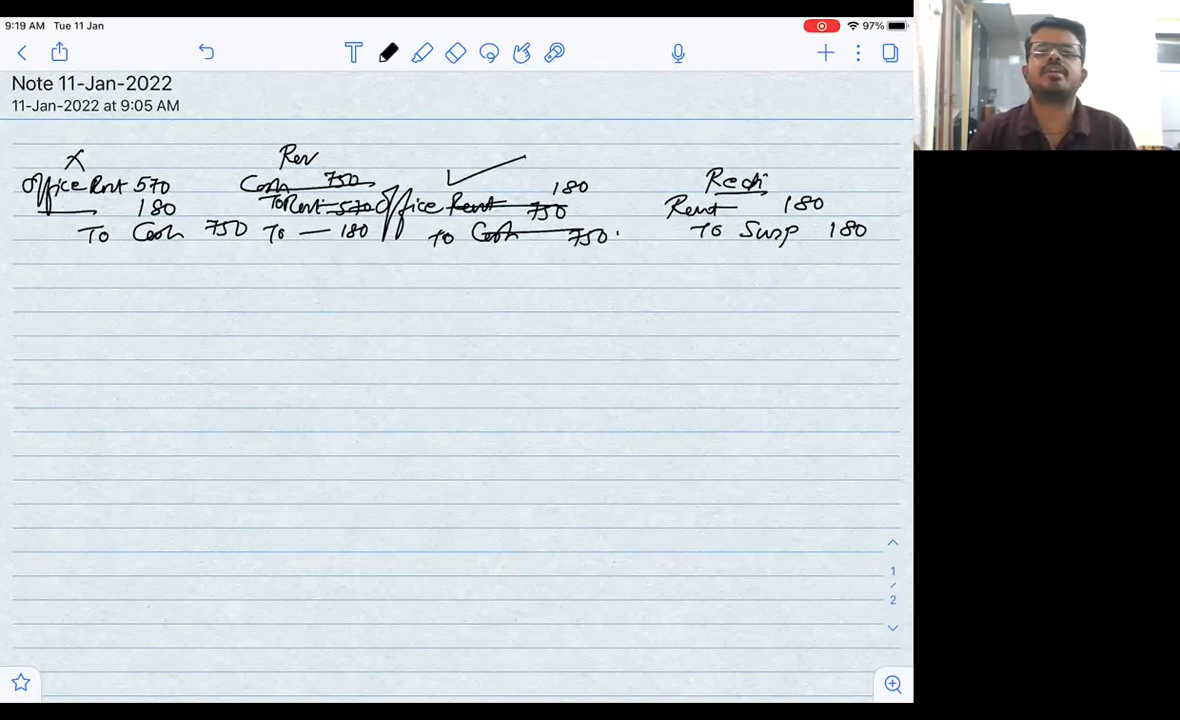 9:19 AM Tue 11 Jan
97%
Note 11-Jan-2022
11-Jan-2022 at 9:05 AM
X
Office Rent 570
180
To Cash 750
Rev
Cash 750
To Rent 570
To — 180
Office Rent 750 180
To Cash 750.
Recti
Rent 180
To Susp 180
1
/
2